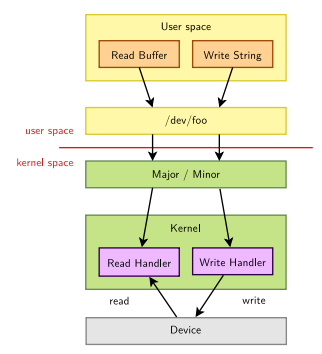 User space
Read Buffer
Write String
/dev/foo
user space
kernel space
Major / Minor
Kernel
Read Handler
Write Handler
read
write
Device